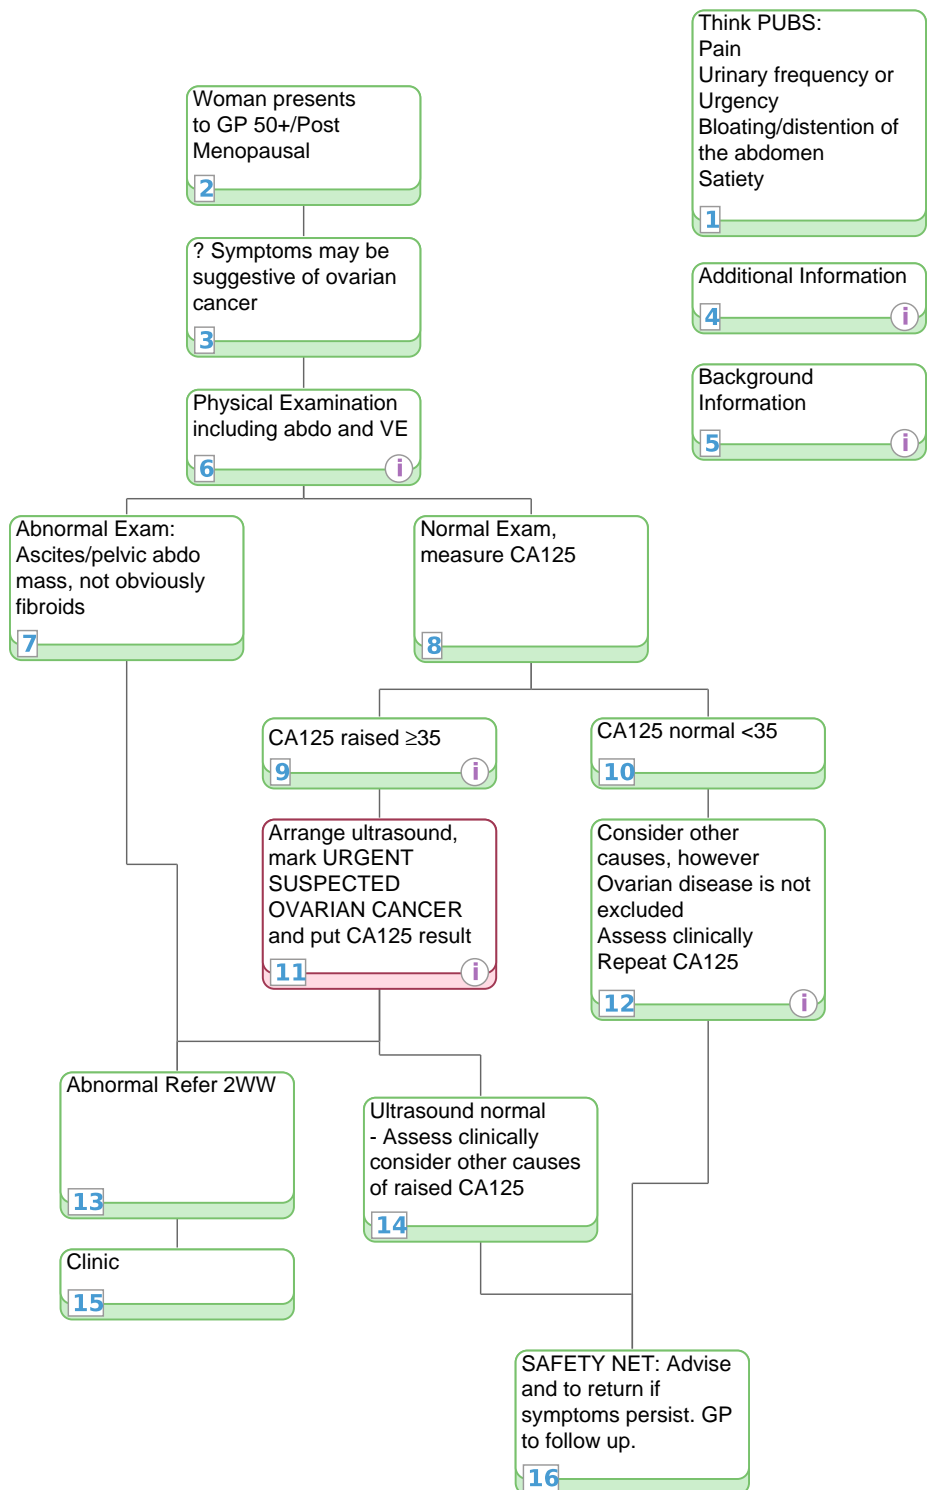 Think PUBS:
Pain
Urinary frequency or
Urgency
Bloating/distention of
the abdomen
Satiety
1
Woman presents
to GP 50+/Post
Menopausal
2
? Symptoms may be
suggestive of ovarian
cancer
3
Additional Information
4
i
Background
Information
5
i
Physical Examination
including abdo and VE
6
i
Abnormal Exam:
Ascites/pelvic abdo
mass, not obviously
fibroids
7
Normal Exam,
measure CA125
8
CA125 raised ≥35
9
i
CA125 normal <35
10
Arrange ultrasound,
mark URGENT
SUSPECTED
OVARIAN CANCER
and put CA125 result
11
i
Consider other
causes, however
Ovarian disease is not
excluded
Assess clinically
Repeat CA125
12
i
Abnormal Refer 2WW
13
Ultrasound normal
- Assess clinically
consider other causes
of raised CA125
14
Clinic
15
SAFETY NET: Advise
and to return if
symptoms persist. GP
to follow up.
16